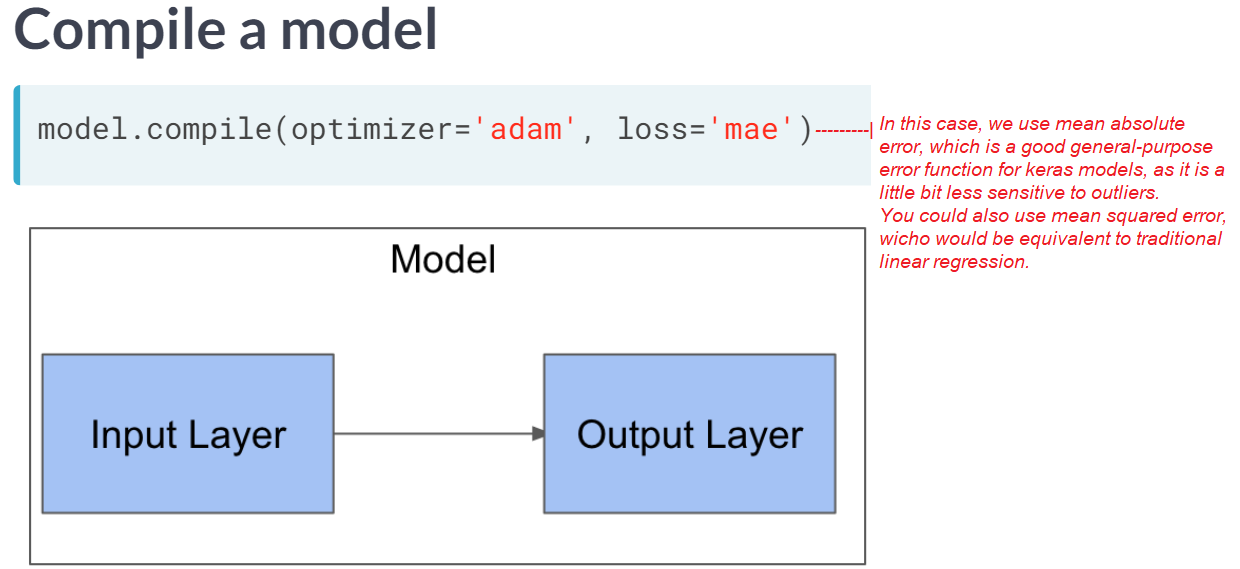 Compile a model
model.compile(optimizer='adam', loss='mae')
In this case, we use mean absolute
error, which is a good general-purpose
error function for keras models, as it is a
little bit less sensitive to outliers.
You could also use mean squared error,
wicho would be equivalent to traditional
linear regression.
Model
Input Layer
Output Layer